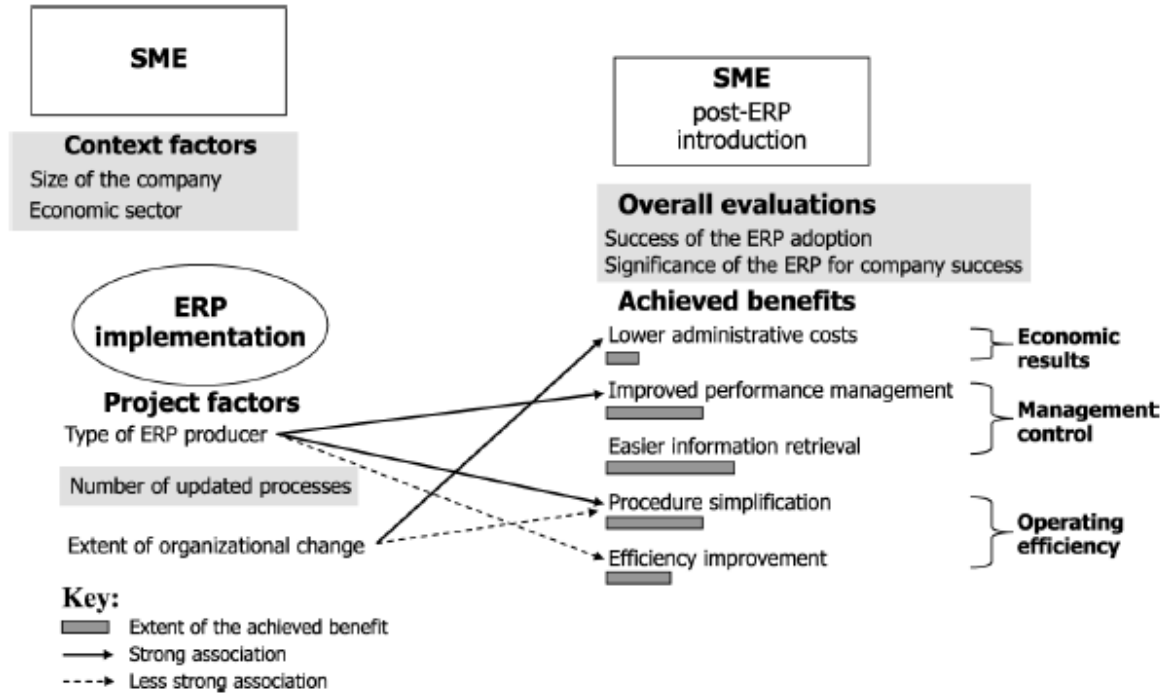 SME
Context factors
Size of the company
Economic sector
ERP
implementation
Project factors
Type of ERP producer
Number of updated processes
Extent of organizational change
Key:
Extent of the achieved benefit
Strong association
Less strong association
SME
post-ERP
introduction
Overall evaluations
Success of the ERP adoption
Significance of the ERP for company success
Achieved benefits
Lower administrative costs
Improved performance management
Easier information retrieval
Procedure simplification
Efficiency improvement
Economic
results
Management
control
Operating
efficiency